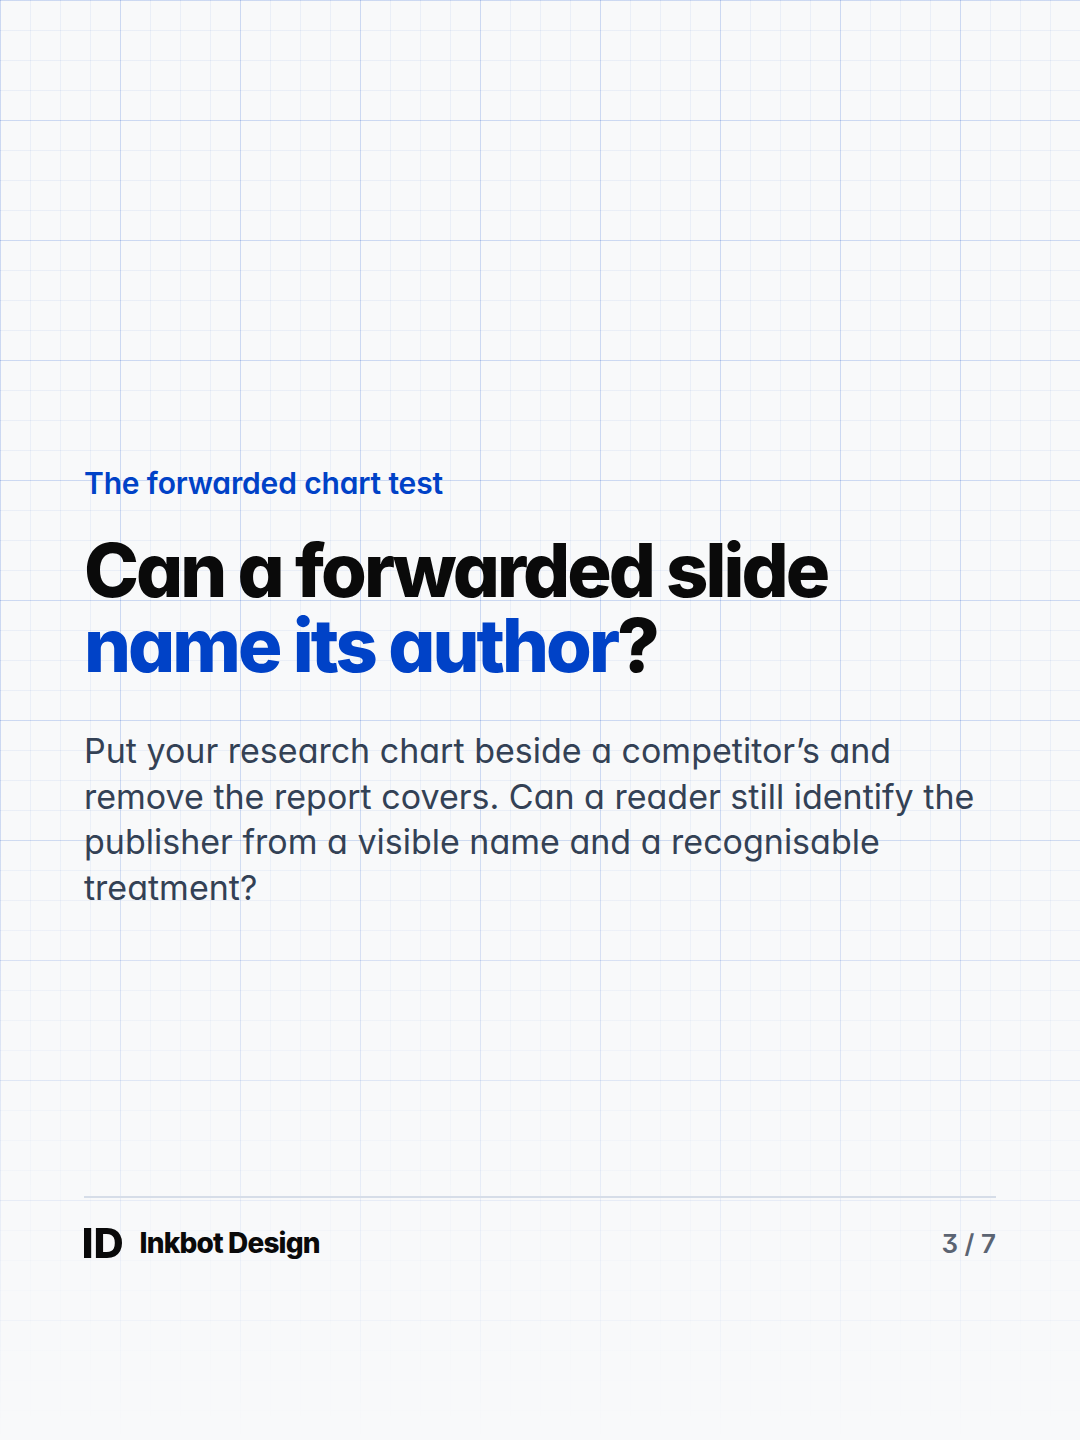 The forwarded chart test
Can a forwarded slide
name its author?
Put your research chart beside a competitor’s and
remove the report covers. Can a reader still identify the
publisher from a visible name and a recognisable
treatment?
ID Inkbot Design
3 / 7